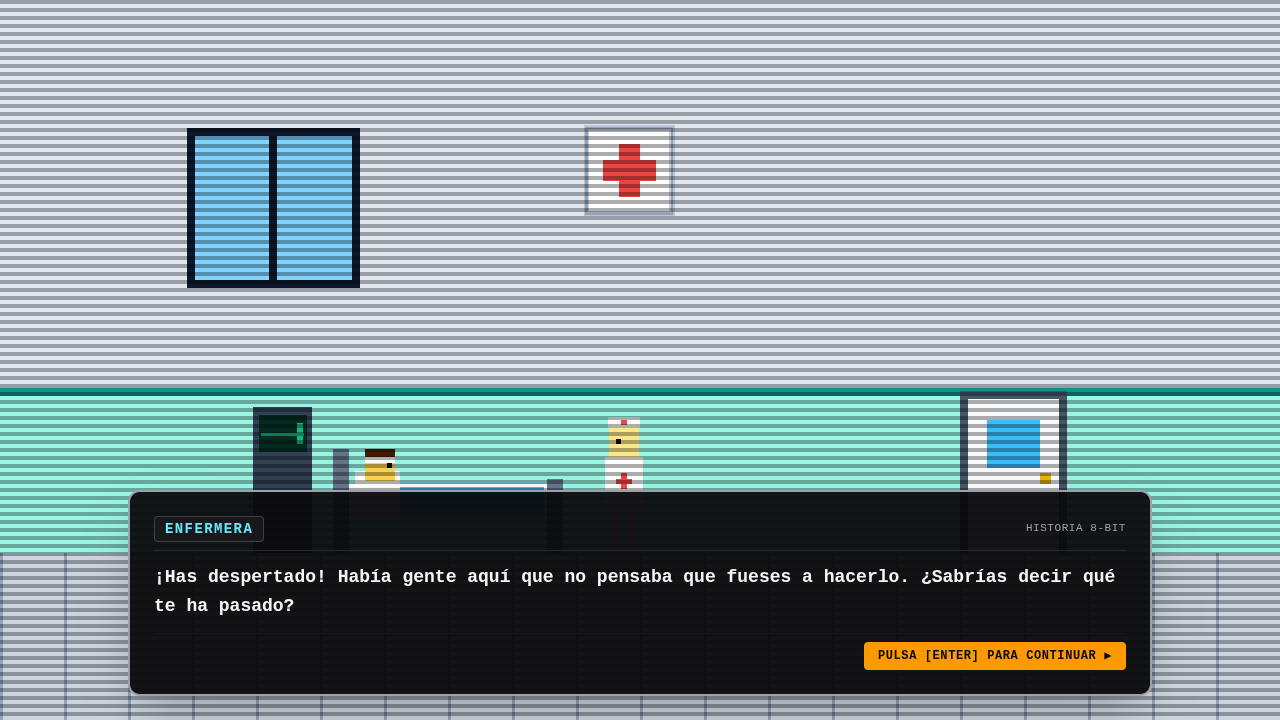 ENFERMERA
HISTORIA 8-BIT
¡Has despertado! Había gente aquí que no pensaba que fueses a hacerlo. ¿Sabrías decir qué
te ha pasado?
PULSA [ENTER] PARA CONTINUAR ▶